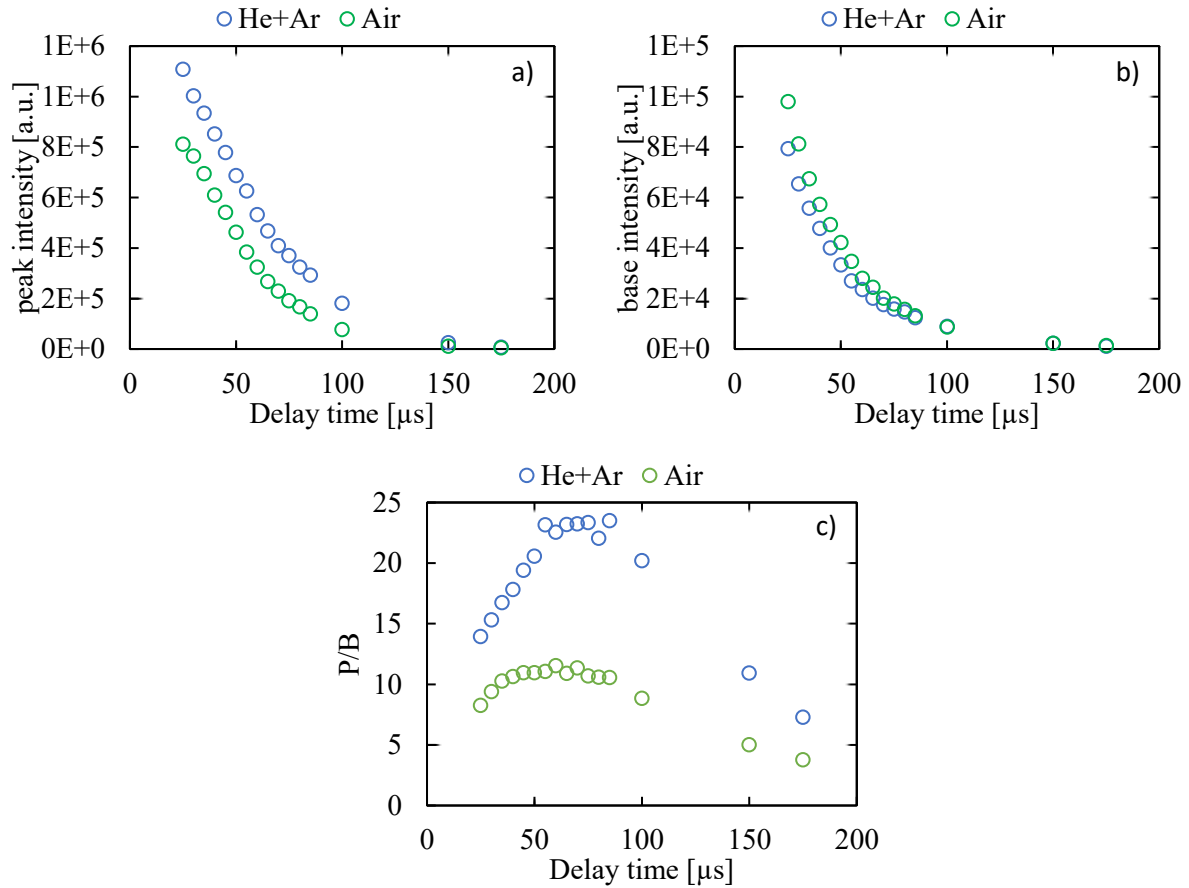 He+Ar Air
a)
peak intensity [a.u.]
1E+6
1E+6
8E+5
6E+5
4E+5
2E+5
0E+0
0 50 100 150 200
Delay time [µs]
He+Ar Air
b)
base intensity [a.u.]
1E+5
1E+5
8E+4
6E+4
4E+4
2E+4
0E+0
0 50 100 150 200
Delay time [µs]
He+Ar Air
c)
P/B
25
20
15
10
5
0
0 50 100 150 200
Delay time [µs]